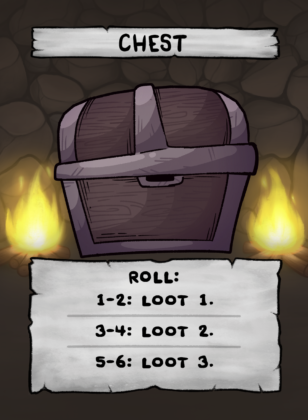 CHEST
ROLL:
1-2: LOOT 1.
3-4: LOOT 2.
5-6: LOOT 3.